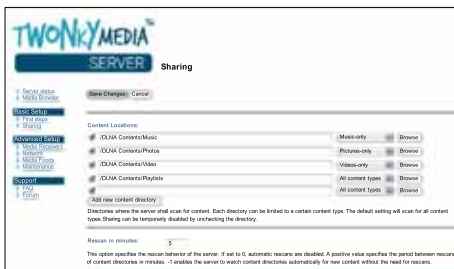 TWONKYMEDIA™
SERVER
Sharing
Server status
Media Browser
Save Changes Cancel
Basic Setup
First steps
Sharing
Content Locations:
/DLNA Contents/Music Music-only Browse
Advanced Setup
Media Receivers
Network
Media Feeds
Maintenance
/DLNA Contents/Photos Pictures-only Browse
/DLNA Contents/Video Videos-only Browse
/DLNA Contents/Playlists All content types Browse
All content types Browse
Support
FAQ
Forum
Add new content directory
Directories where the server shall scan for content. Each directory can be limited to a certain content type. The default setting will scan for all content
types. Sharing can be temporarily disabled by unchecking the directory.
Rescan in minutes: 5
This option specifies the rescan behavior of the server. If set to 0, automatic rescans are disabled. A positive value specifies the period between rescans
of content directories in minutes. -1 enables the server to watch content directories automatically for new content without the need for rescans.